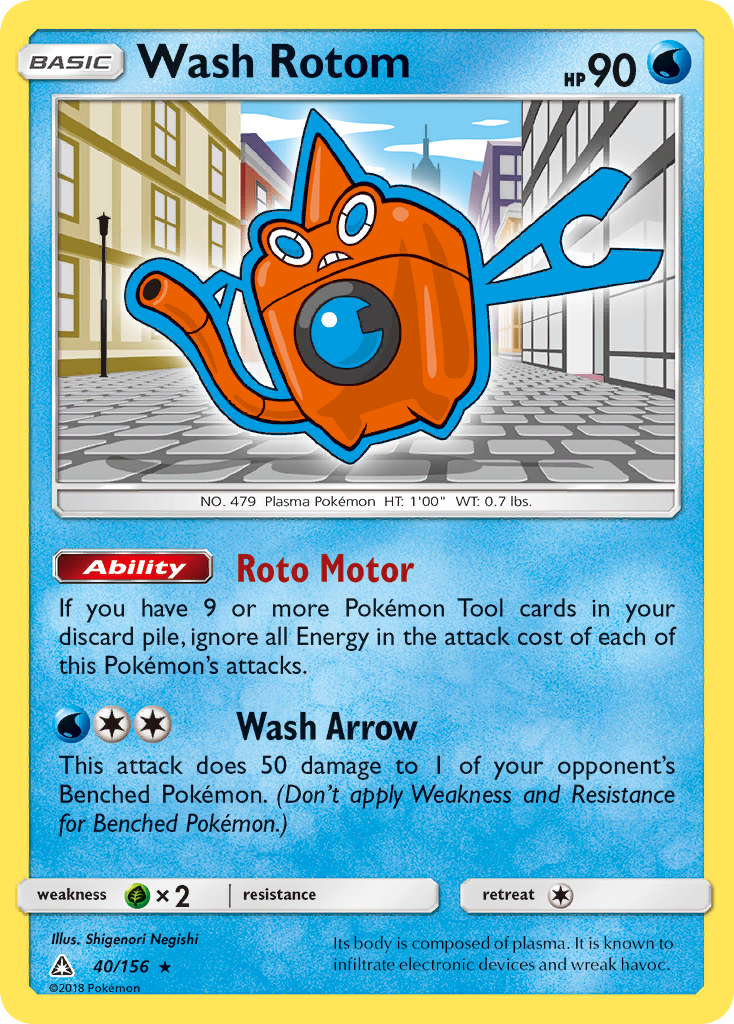 BASIC Wash Rotom HP 90
NO. 479 Plasma Pokémon HT: 1'00" WT: 0.7 lbs.
Ability Roto Motor
If you have 9 or more Pokémon Tool cards in your
discard pile, ignore all Energy in the attack cost of each of
this Pokémon's attacks.
Wash Arrow
This attack does 50 damage to 1 of your opponent's
Benched Pokémon. (Don't apply Weakness and Resistance
for Benched Pokémon.)
weakness ×2 resistance retreat
Illus. Shigenori Negishi
40/156 ★
©2018 Pokémon
Its body is composed of plasma. It is known to
infiltrate electronic devices and wreak havoc.